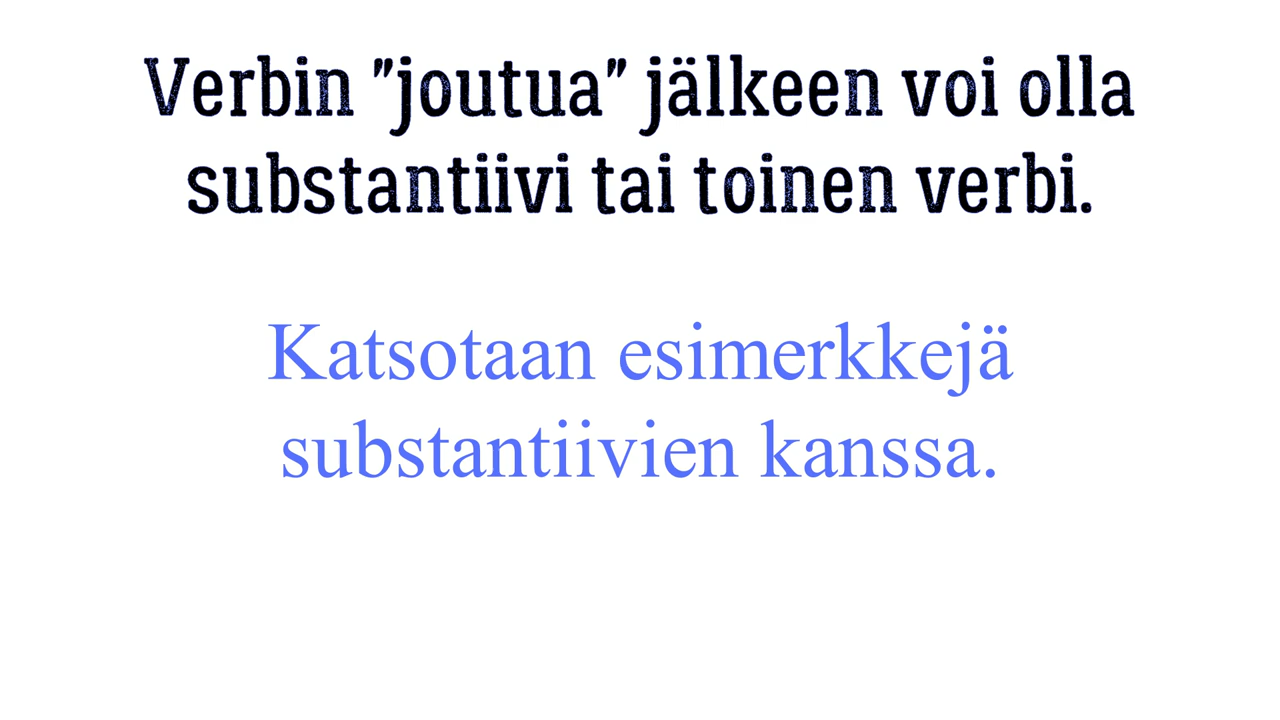 Verbin "joutua" jälkeen voi olla
substantiivi tai toinen verbi.
Katsotaan esimerkkejä
substantiivien kanssa.